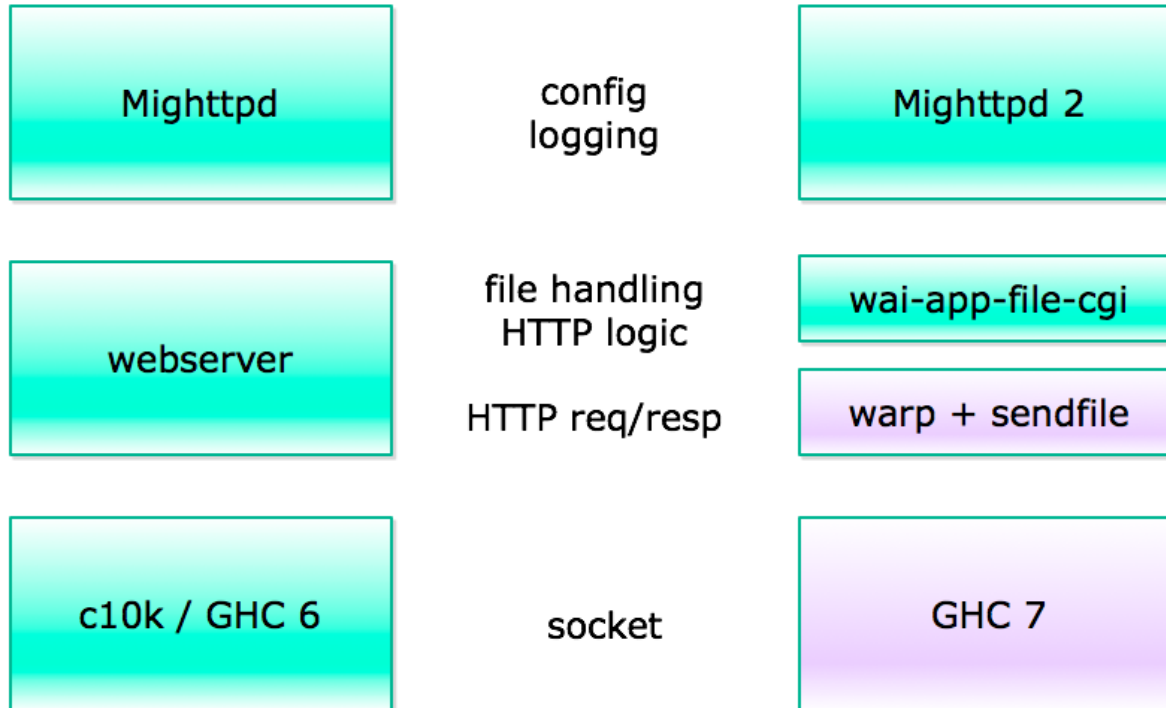 Mighttpd
config
logging
Mighttpd 2
webserver
file handling
HTTP logic
wai-app-file-cgi
HTTP req/resp
warp + sendfile
c10k / GHC 6
socket
GHC 7